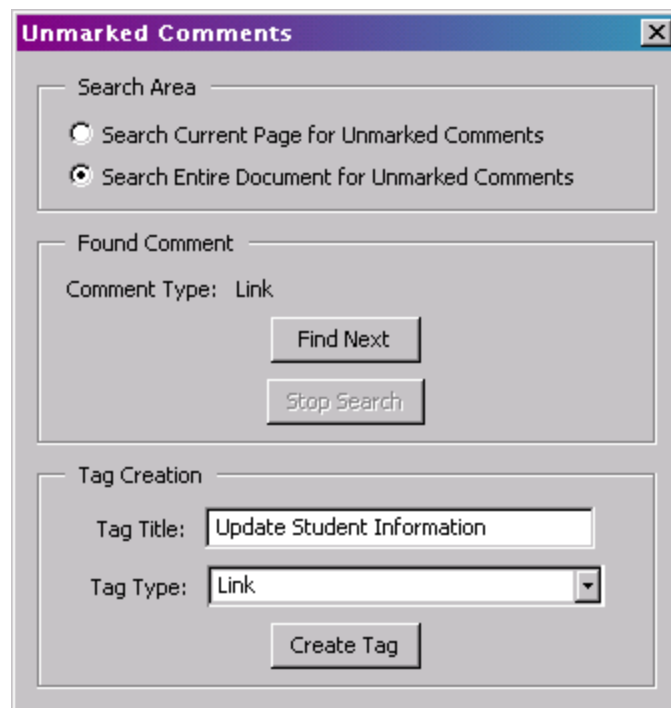 Unmarked Comments
Search Area
Search Current Page for Unmarked Comments
Search Entire Document for Unmarked Comments
Found Comment
Comment Type: Link
Find Next
Stop Search
Tag Creation
Tag Title: Update Student Information
Tag Type: Link
Create Tag